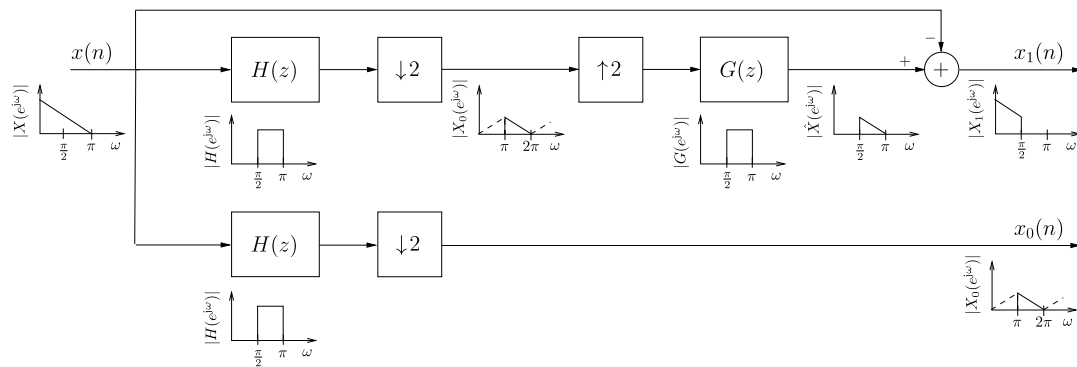 −
x(n)
H(z)
↓2
↑2
G(z)
+
+
x₁(n)
|X(e^{jω})|
π/2
π
ω
|H(e^{jω})|
π/2
π
ω
|X₀(e^{jω})|
π
2π
ω
|G(e^{jω})|
π/2
π
ω
|X̂(e^{jω})|
π/2
π
ω
|X₁(e^{jω})|
π/2
π
ω
H(z)
↓2
x₀(n)
|H(e^{jω})|
π/2
π
ω
|X₀(e^{jω})|
π
2π
ω